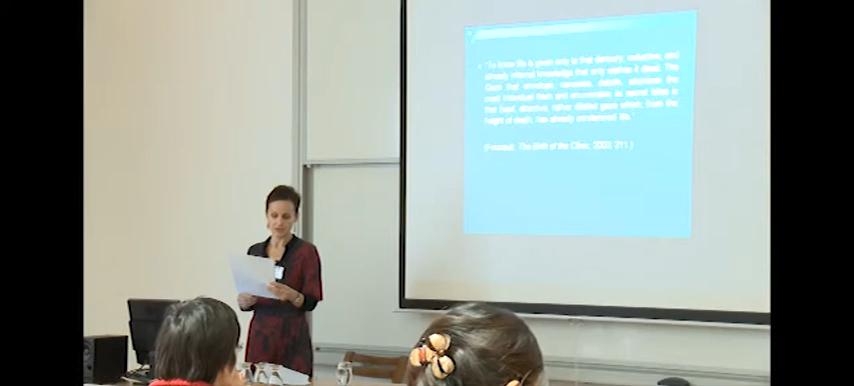 "To know life is given only to that derisory, reductive, and
already infernal knowledge that only wishes it dead. The
Gaze that envelops, caresses, details, atomizes the
most individual flesh and enumerates its secret bites is
that fixed, attentive, rather dilated gaze which, from the
height of death, has already condemned life."
(Foucault, The Birth of the Clinic, 2003, 211.)